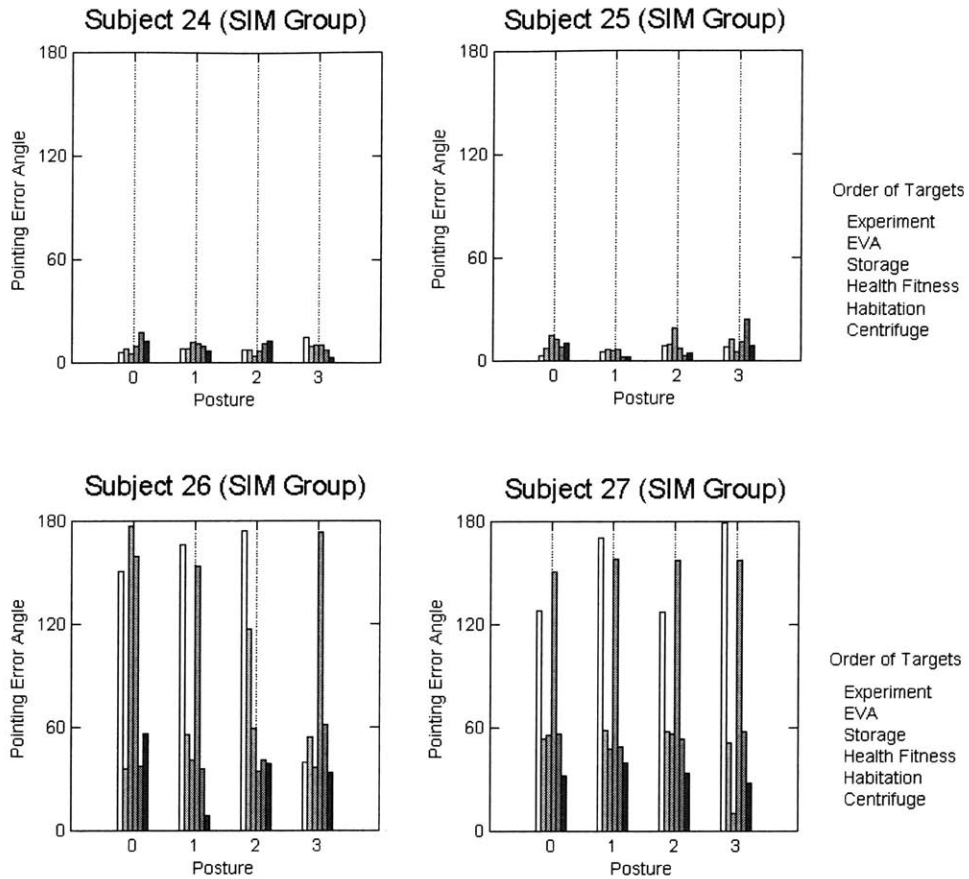 Subject 24 (SIM Group)
180
120
60
0
Pointing Error Angle
0 1 2 3
Posture
Subject 25 (SIM Group)
180
120
60
0
Pointing Error Angle
0 1 2 3
Posture
Order of Targets
Experiment
EVA
Storage
Health Fitness
Habitation
Centrifuge
Subject 26 (SIM Group)
180
120
60
0
Pointing Error Angle
0 1 2 3
Posture
Subject 27 (SIM Group)
180
120
60
0
Pointing Error Angle
0 1 2 3
Posture
Order of Targets
Experiment
EVA
Storage
Health Fitness
Habitation
Centrifuge